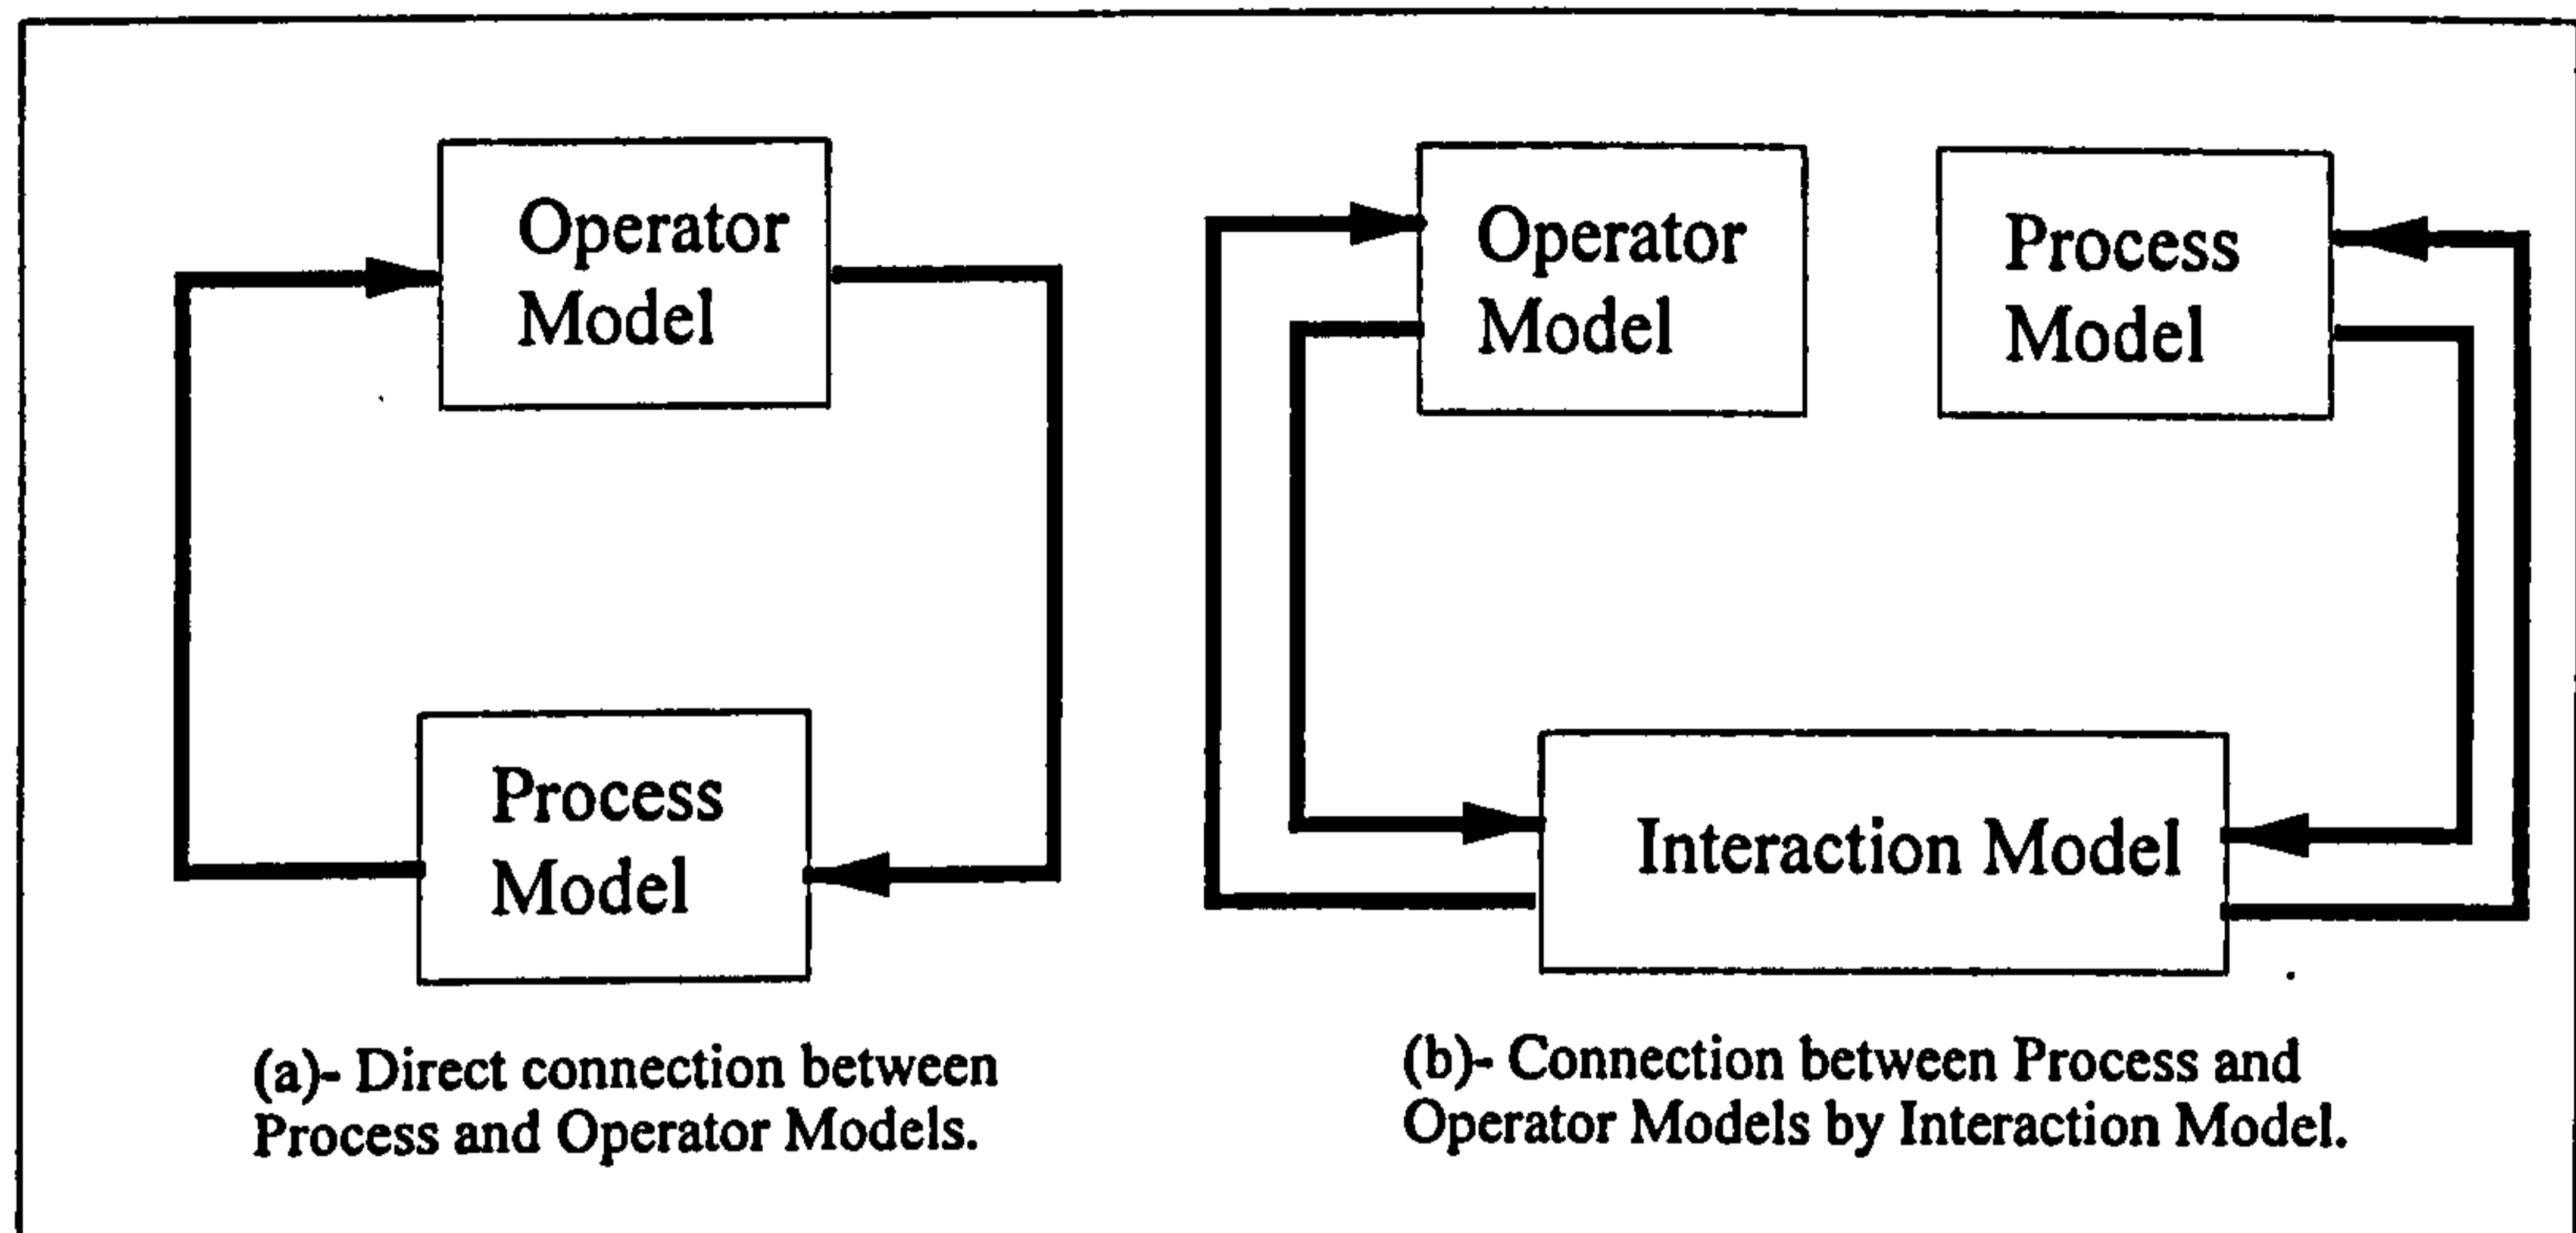 Operator
Model
Process
Model
(a)- Direct connection between
Process and Operator Models.
Operator
Model
Process
Model
Interaction Model
(b)- Connection between Process and
Operator Models by Interaction Model.